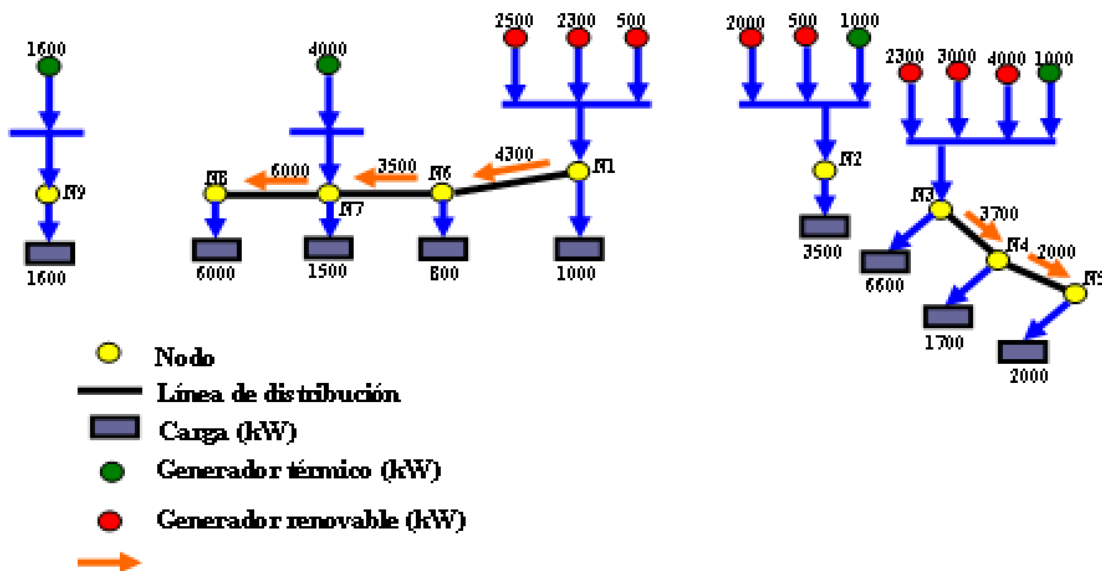 1600
4000
2500 2300 500
2000 500 1000
2300 3000 4000 1000
N9
N8
6000
N7
3500
N6
4300
N1
N2
N3
3700
N4
2000
N5
1600
6000
1500
800
1000
3500
6600
1700
2000
Nodo
Línea de distribución
Carga (kW)
Generador térmico (kW)
Generador renovable (kW)